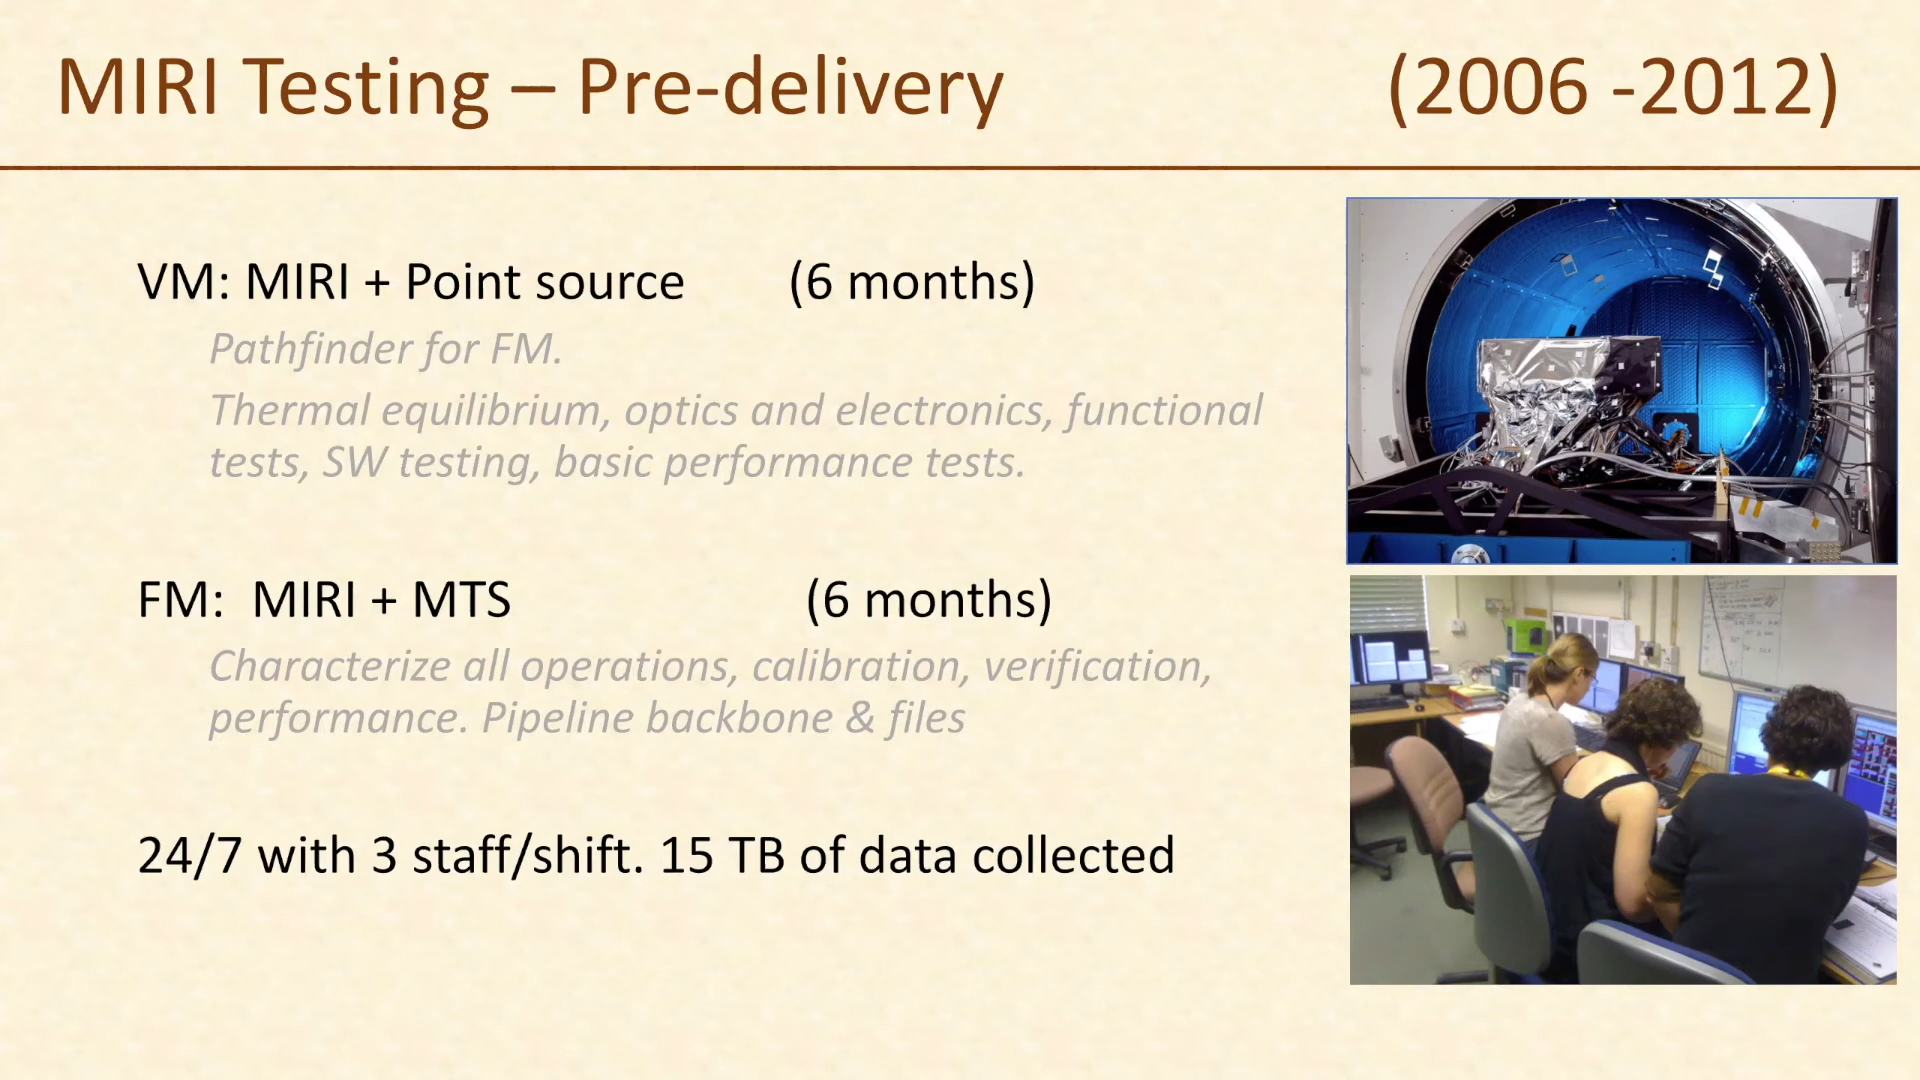 MIRI Testing – Pre-delivery (2006 -2012)
VM: MIRI + Point source (6 months)
Pathfinder for FM.
Thermal equilibrium, optics and electronics, functional
tests, SW testing, basic performance tests.
FM: MIRI + MTS (6 months)
Characterize all operations, calibration, verification,
performance. Pipeline backbone & files
24/7 with 3 staff/shift. 15 TB of data collected